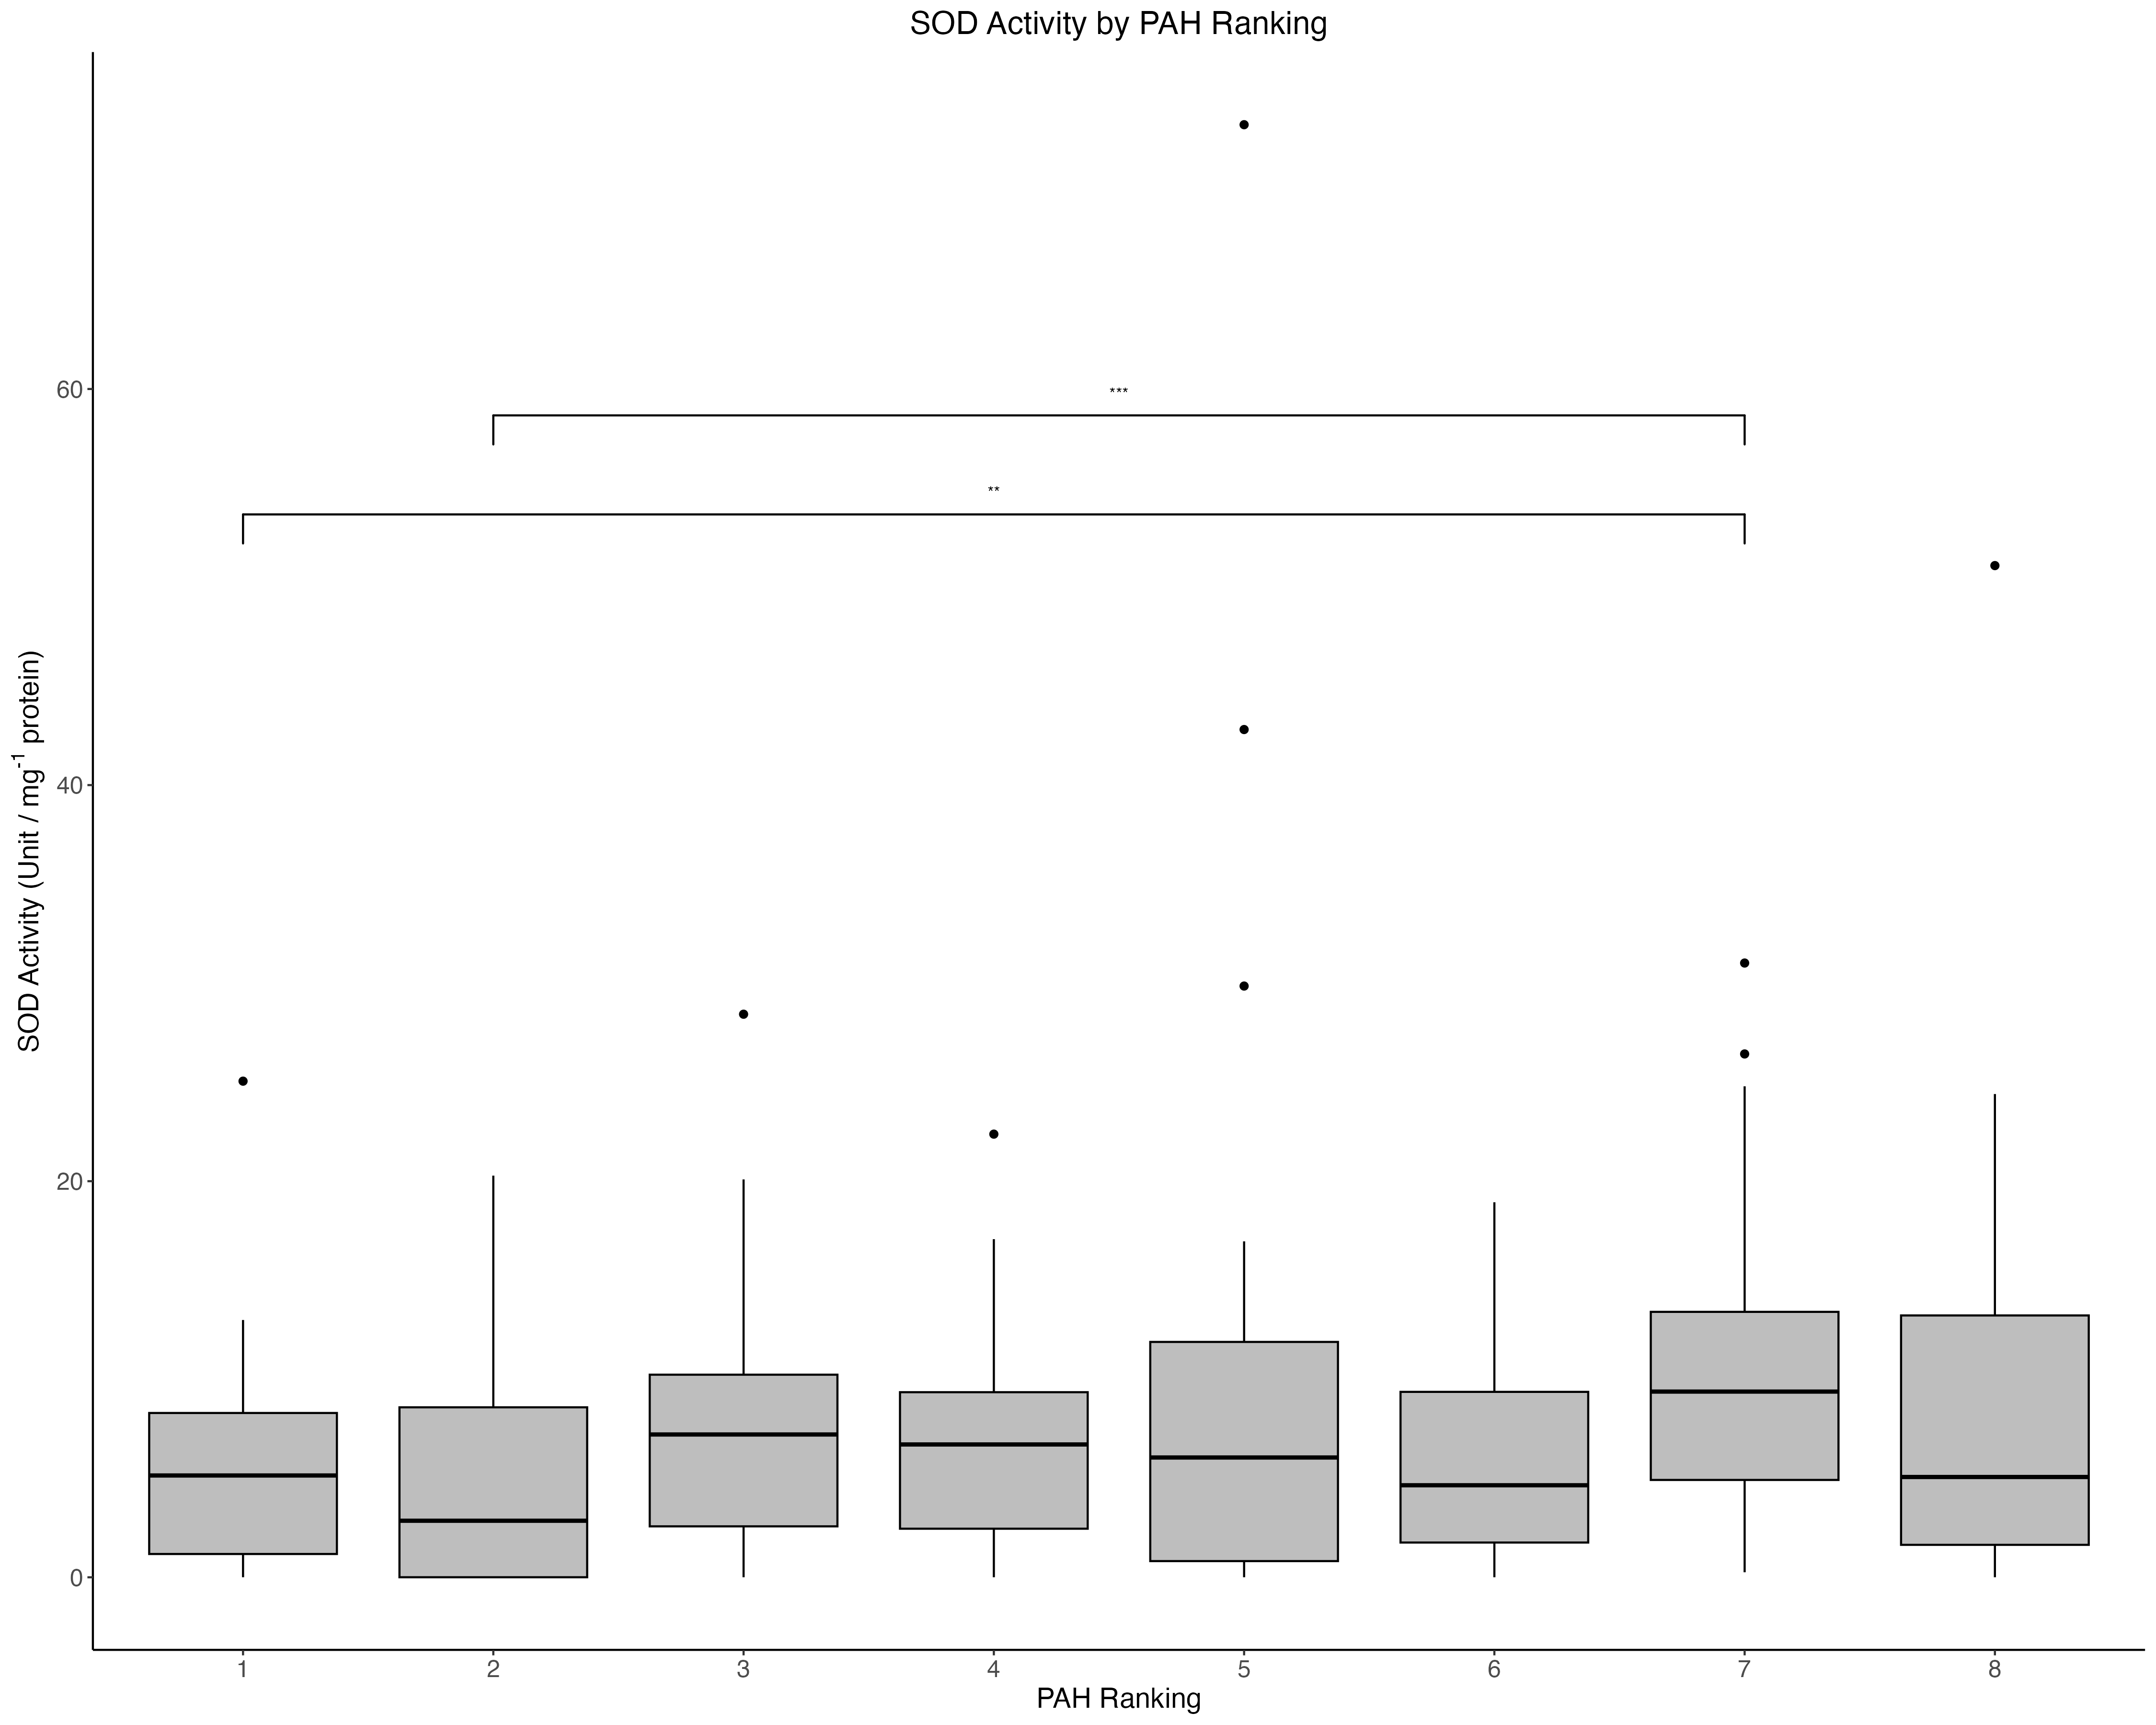 SOD Activity by PAH Ranking
SOD Activity (Unit / mg⁻¹ protein)
60
40
20
0
***
**
1 2 3 4 5 6 7 8
PAH Ranking